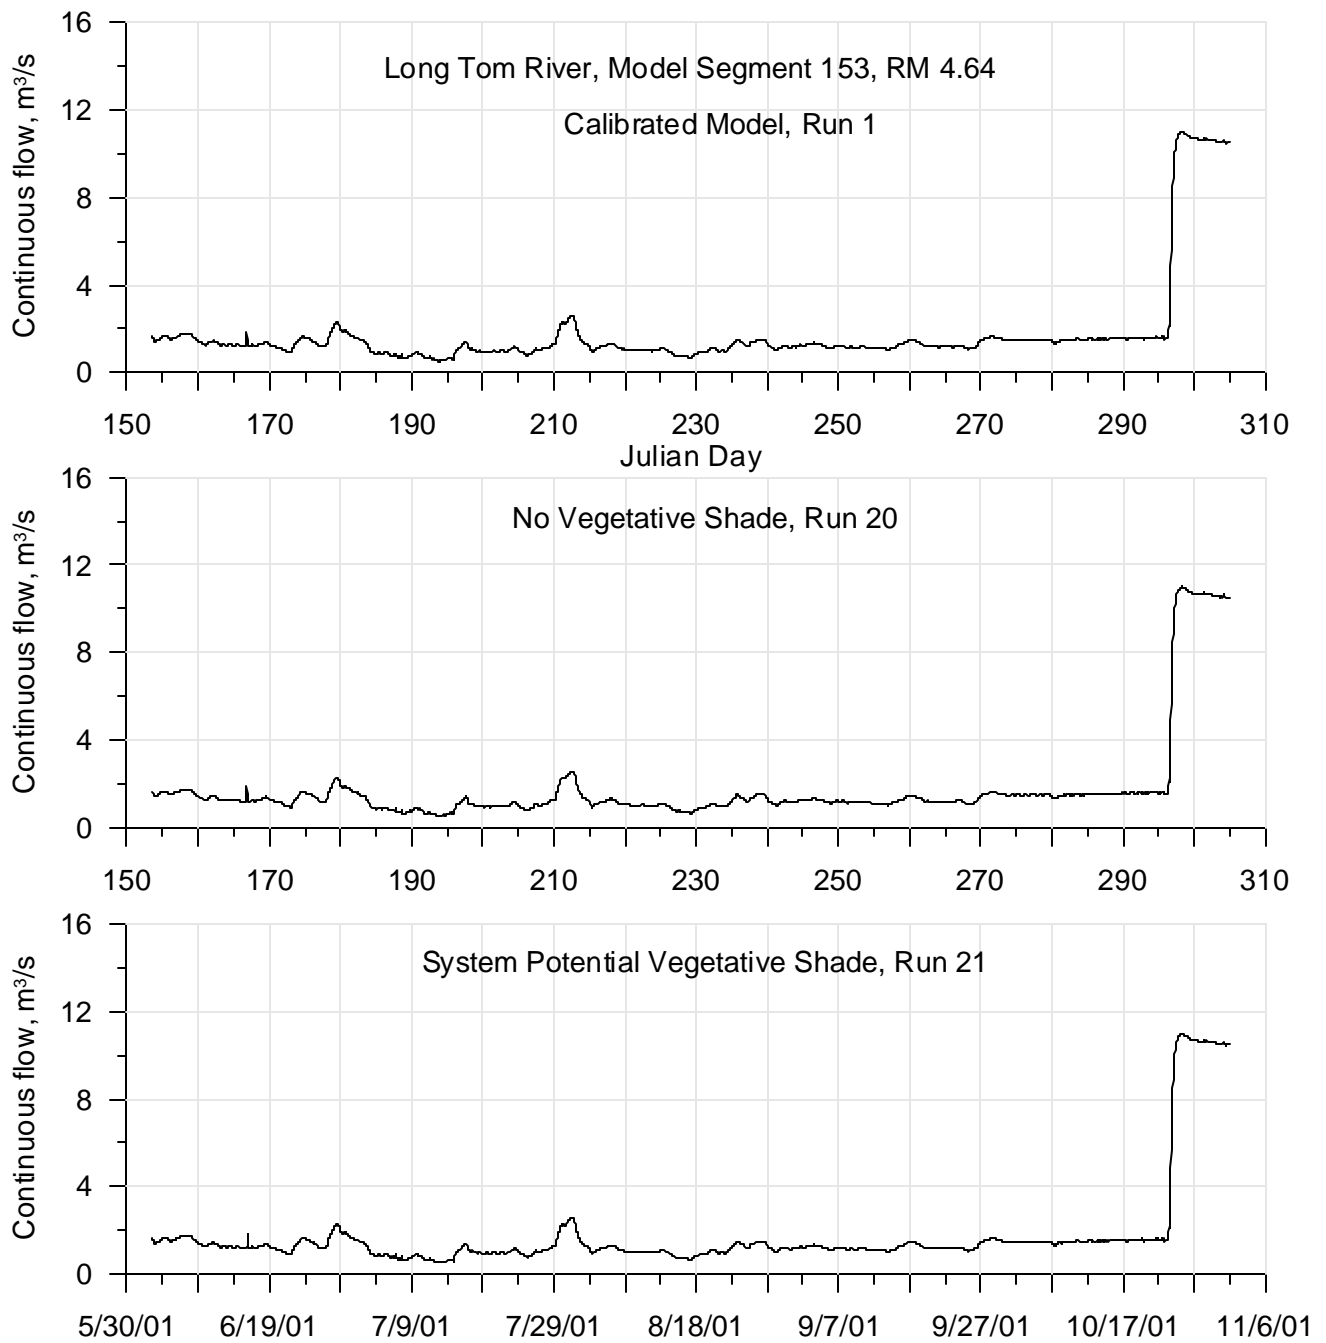 16
Long Tom River, Model Segment 153, RM 4.64
12
Calibrated Model, Run 1
8
4
0
Continuous flow, m³/s
150 170 190 210 230 250 270 290 310
Julian Day
16
No Vegetative Shade, Run 20
12
8
4
0
Continuous flow, m³/s
150 170 190 210 230 250 270 290 310
16
System Potential Vegetative Shade, Run 21
12
8
4
0
Continuous flow, m³/s
5/30/01 6/19/01 7/9/01 7/29/01 8/18/01 9/7/01 9/27/01 10/17/01 11/6/01